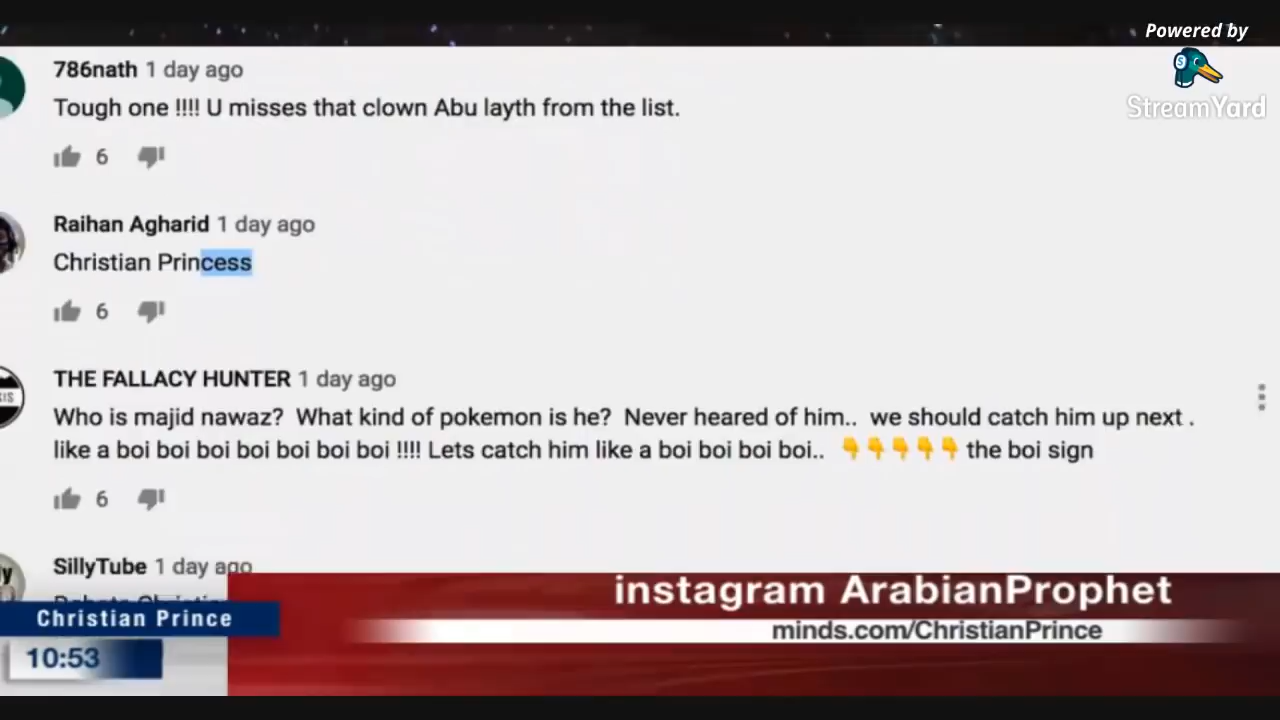 Powered by
StreamYard
786nath 1 day ago
Tough one !!!! U misses that clown Abu layth from the list.
6
Raihan Agharid 1 day ago
Christian Princess
6
THE FALLACY HUNTER 1 day ago
Who is majid nawaz? What kind of pokemon is he? Never heared of him.. we should catch him up next .
like a boi boi boi boi boi boi boi !!!! Lets catch him like a boi boi boi boi.. 👇👇👇👇👇 the boi sign
6
SillyTube 1 day ago
instagram ArabianProphet
Christian Prince
minds.com/ChristianPrince
10:53